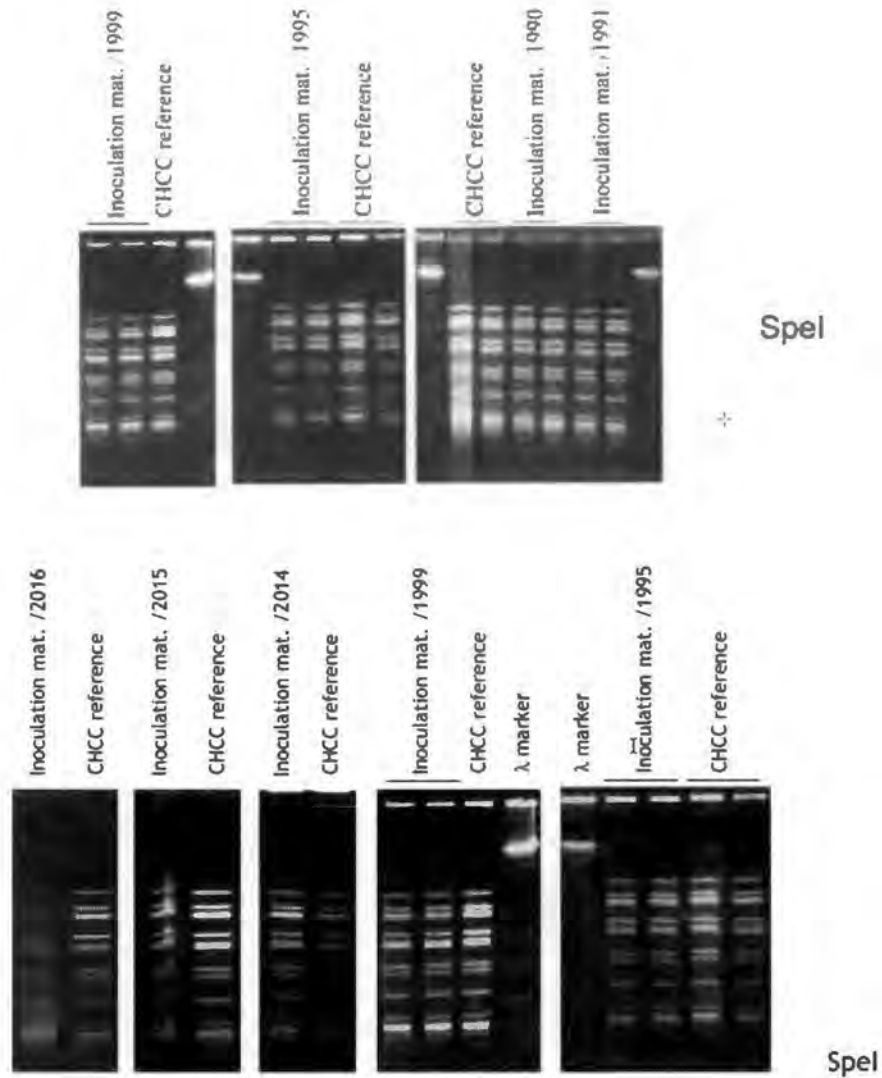 Inoculation mat. /1999
CHCC reference
Inoculation mat. 1995
CHCC reference
CHCC reference
Inoculation mat. 1990
Inoculation mat. /1991
SpeI
Inoculation mat. /2016
CHCC reference
Inoculation mat. /2015
CHCC reference
Inoculation mat. /2014
CHCC reference
Inoculation mat. /1999
CHCC reference
λ marker
λ marker
Inoculation mat. /1995
CHCC reference
SpeI